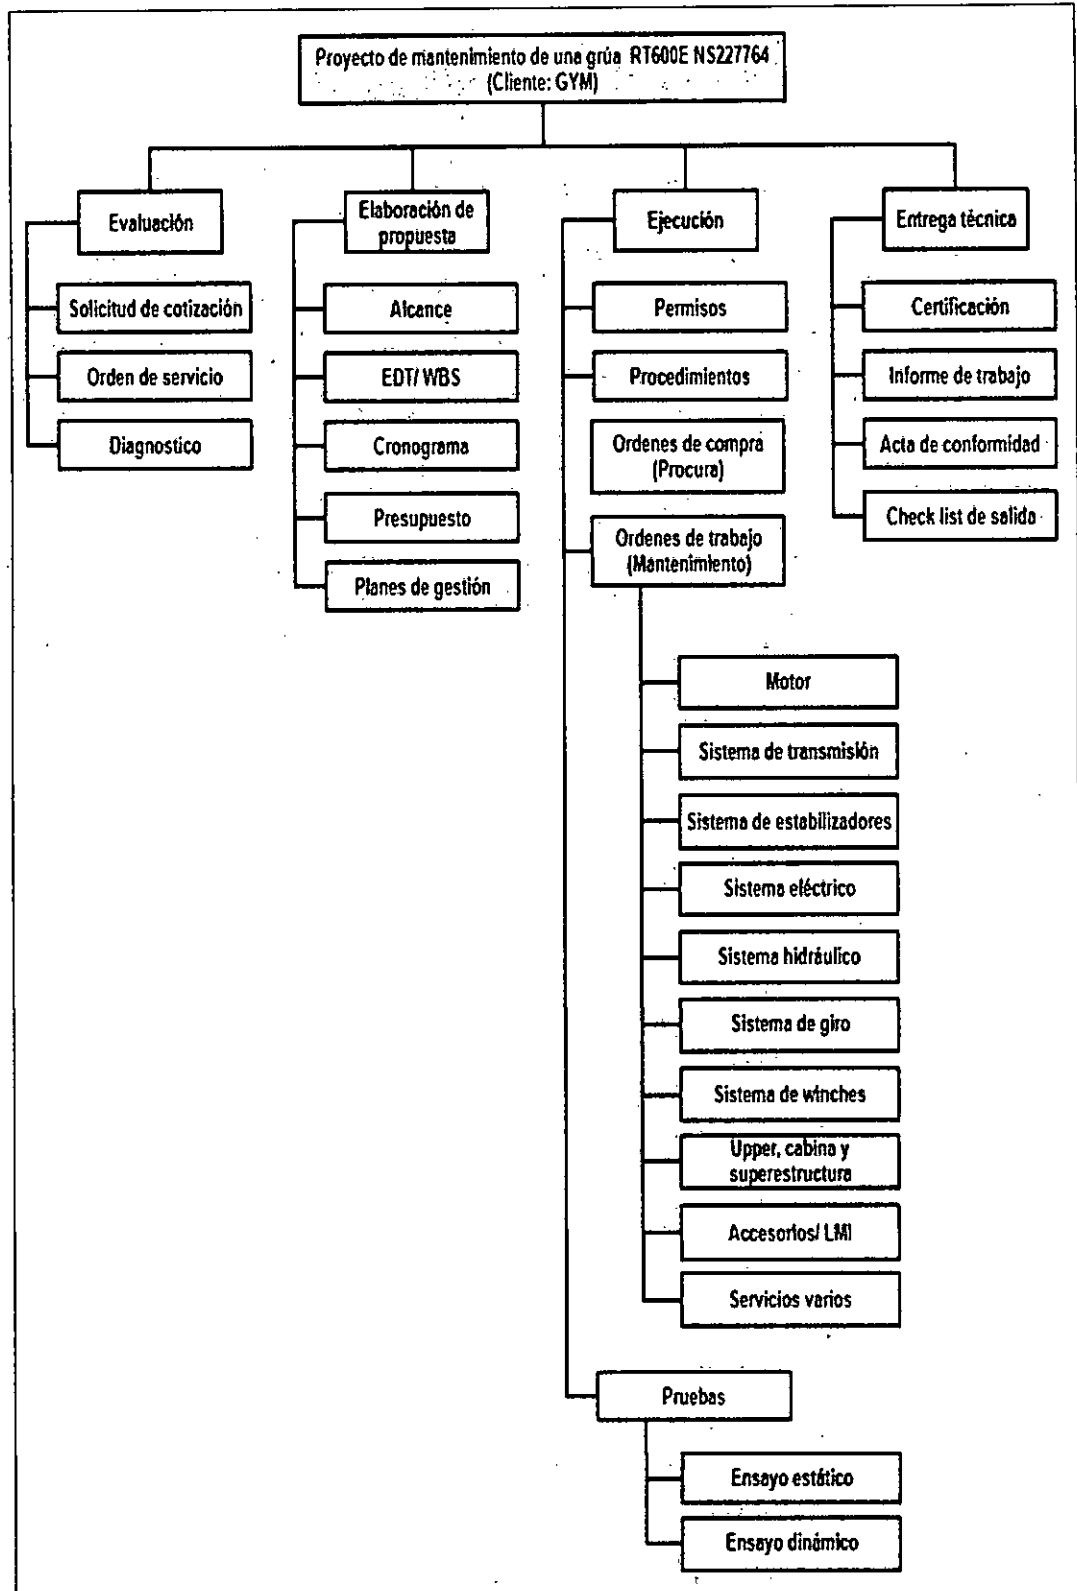 Proyecto de mantenimiento de una grúa RT600E NS227764
(Cliente: GYM)
Evaluación
Solicitud de cotización
Orden de servicio
Diagnostico
Elaboración de
propuesta
Alcance
EDT/ WBS
Cronograma
Presupuesto
Planes de gestión
Ejecución
Permisos
Procedimientos
Ordenes de compra
(Procura)
Ordenes de trabajo
(Mantenimiento)
Motor
Sistema de transmisión
Sistema de estabilizadores
Sistema eléctrico
Sistema hidráulico
Sistema de giro
Sistema de winches
Upper, cabina y
superestructura
Accesorios/ LMI
Servicios varios
Pruebas
Ensayo estático
Ensayo dinámico
Entrega técnica
Certificación
Informe de trabajo
Acta de conformidad
Check list de salida